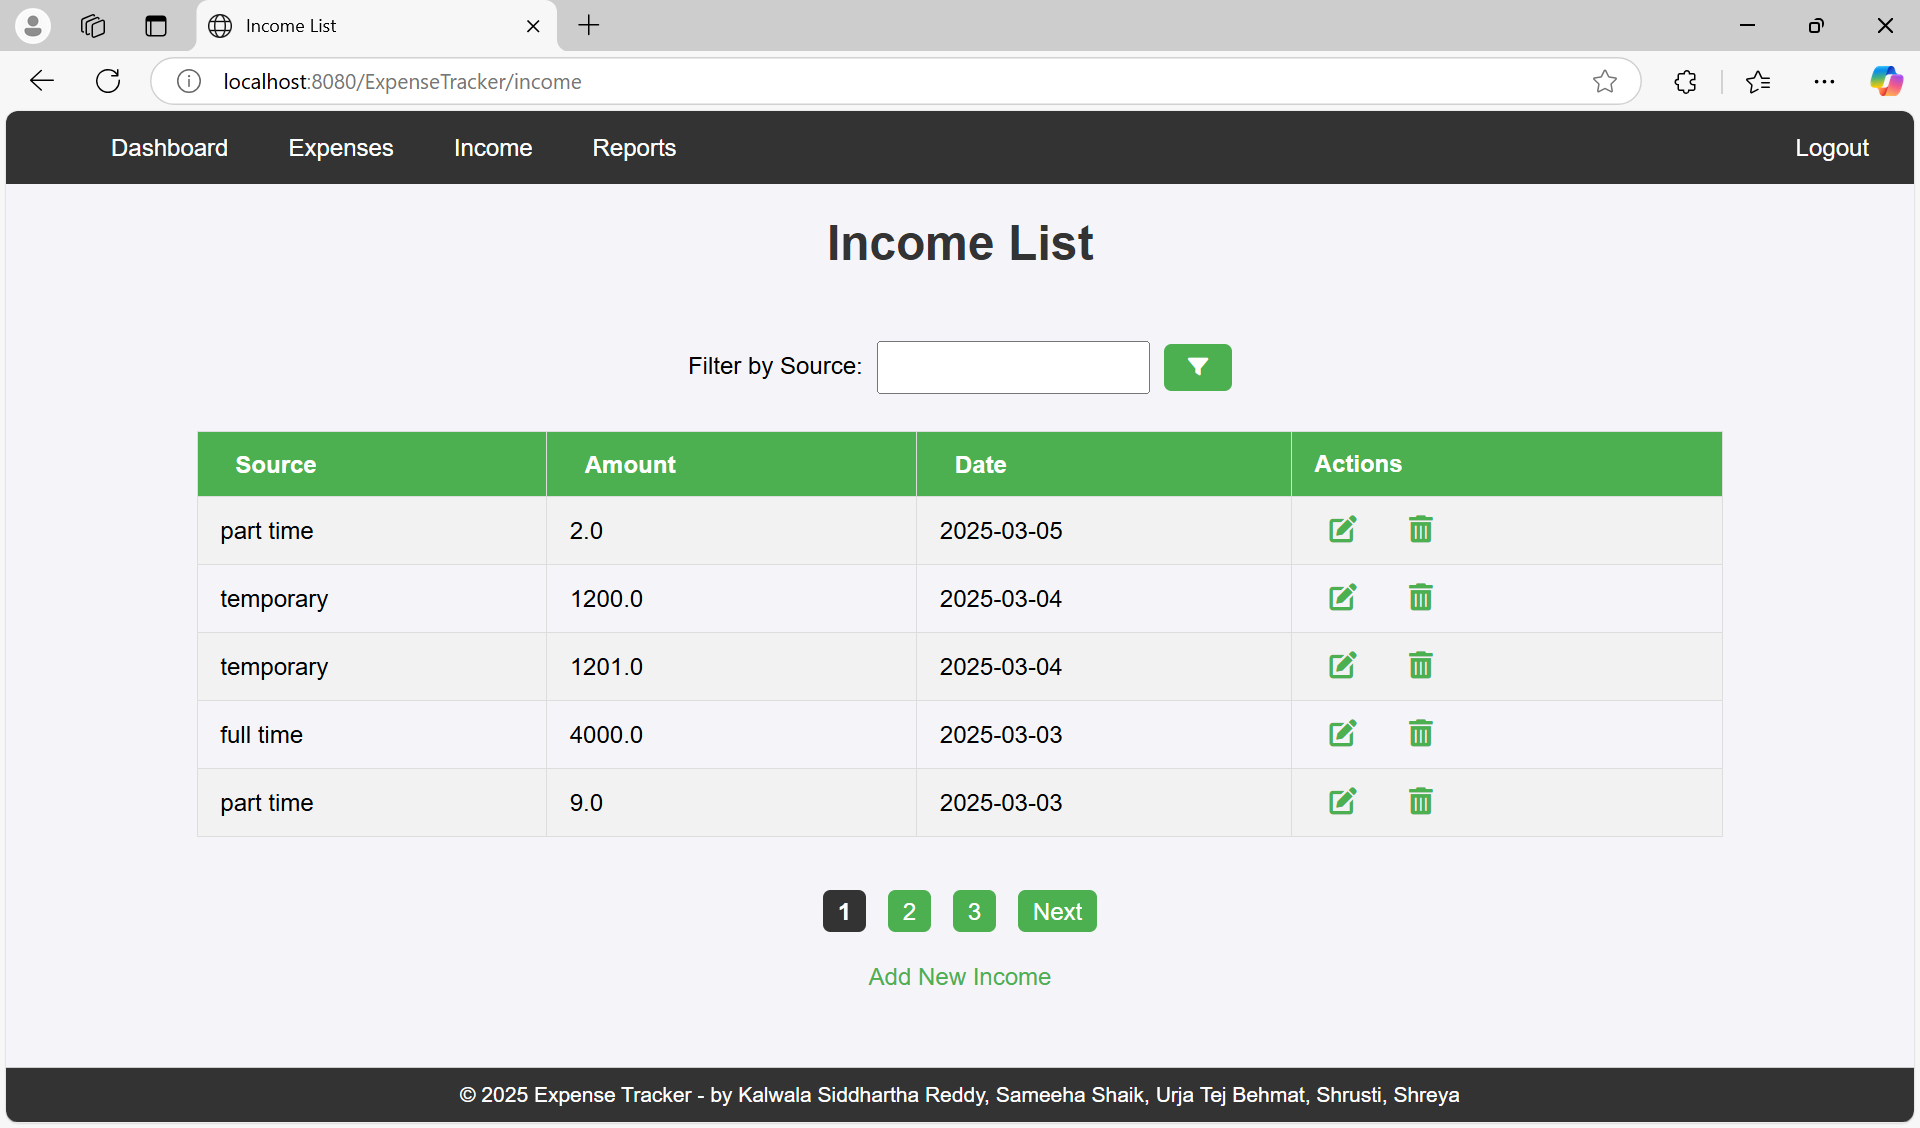 Income List
localhost:8080/ExpenseTracker/income
Dashboard Expenses Income Reports Logout
Income List
Filter by Source:
Source Amount Date Actions
part time 2.0 2025-03-05
temporary 1200.0 2025-03-04
temporary 1201.0 2025-03-04
full time 4000.0 2025-03-03
part time 9.0 2025-03-03
1 2 3 Next
Add New Income
© 2025 Expense Tracker - by Kalwala Siddhartha Reddy, Sameeha Shaik, Urja Tej Behmat, Shrusti, Shreya